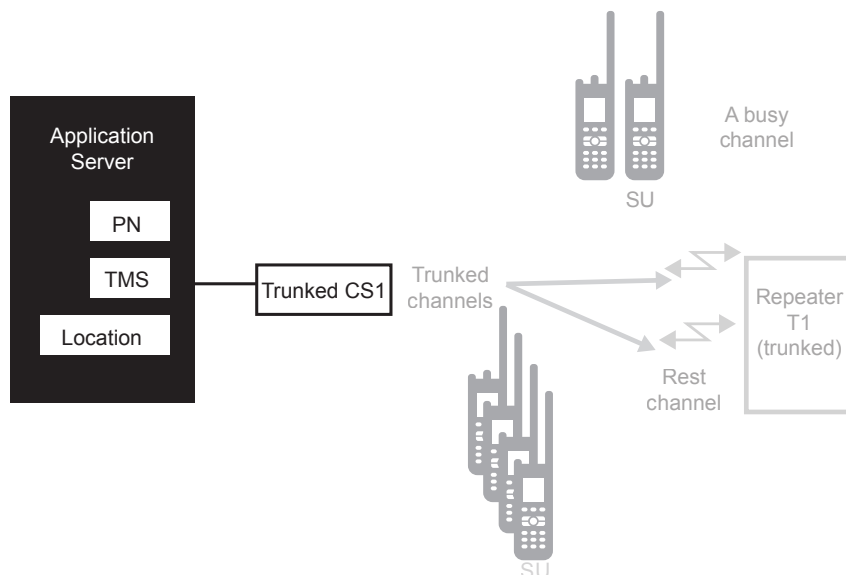 Application
Server
PN
TMS
Location
Trunked CS1
Trunked
channels
SU
A busy
channel
Rest
channel
Repeater
T1
(trunked)
SU